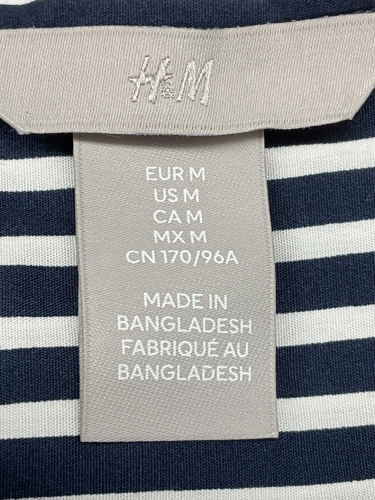 H&M
EUR M
US M
CA M
MX M
CN 170/96A
MADE IN
BANGLADESH
FABRIQUÉ AU
BANGLADESH